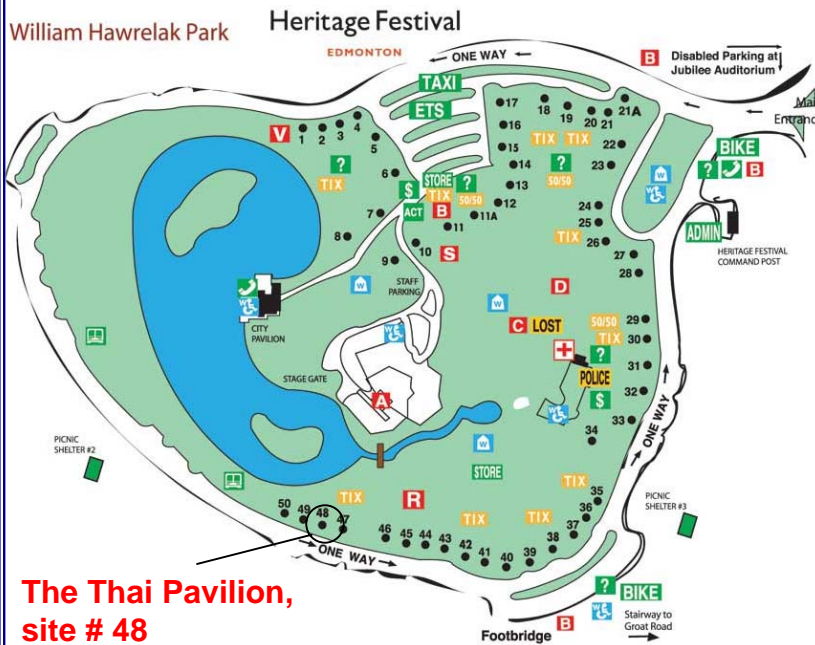 William Hawrelak Park
Heritage Festival
EDMONTON
ONE WAY
B
Disabled Parking at
Jubilee Auditorium
TAXI
ETS
Main
Entranc
V
1 2 3 4 5
?
TIX
6
7
8
9
10
$
ACT
STORE
TIX
?
50/50
B
11
11A
12
13
14
15
16
17
S
18
19
20
21
21A
TIX TIX
?
50/50
22
23
24
25
26
TIX
27
28
W
W
BIKE
?
B
ADMIN
HERITAGE FESTIVAL
COMMAND POST
STAFF
PARKING
W
W
CITY
PAVILION
W
W
D
C
LOST
50/50
TIX
29
30
31
32
33
34
?
POLICE
$
W
STAGE GATE
A
W
STORE
ONE WAY
PICNIC
SHELTER #2
PICNIC
SHELTER #3
TIX
R
TIX
TIX
TIX
50 49 48 47 46 45 44 43 42 41 40 39 38 37 36 35
ONE WAY
The Thai Pavilion,
site # 48
?
BIKE
W
Stairway to
Groat Road
Footbridge
B